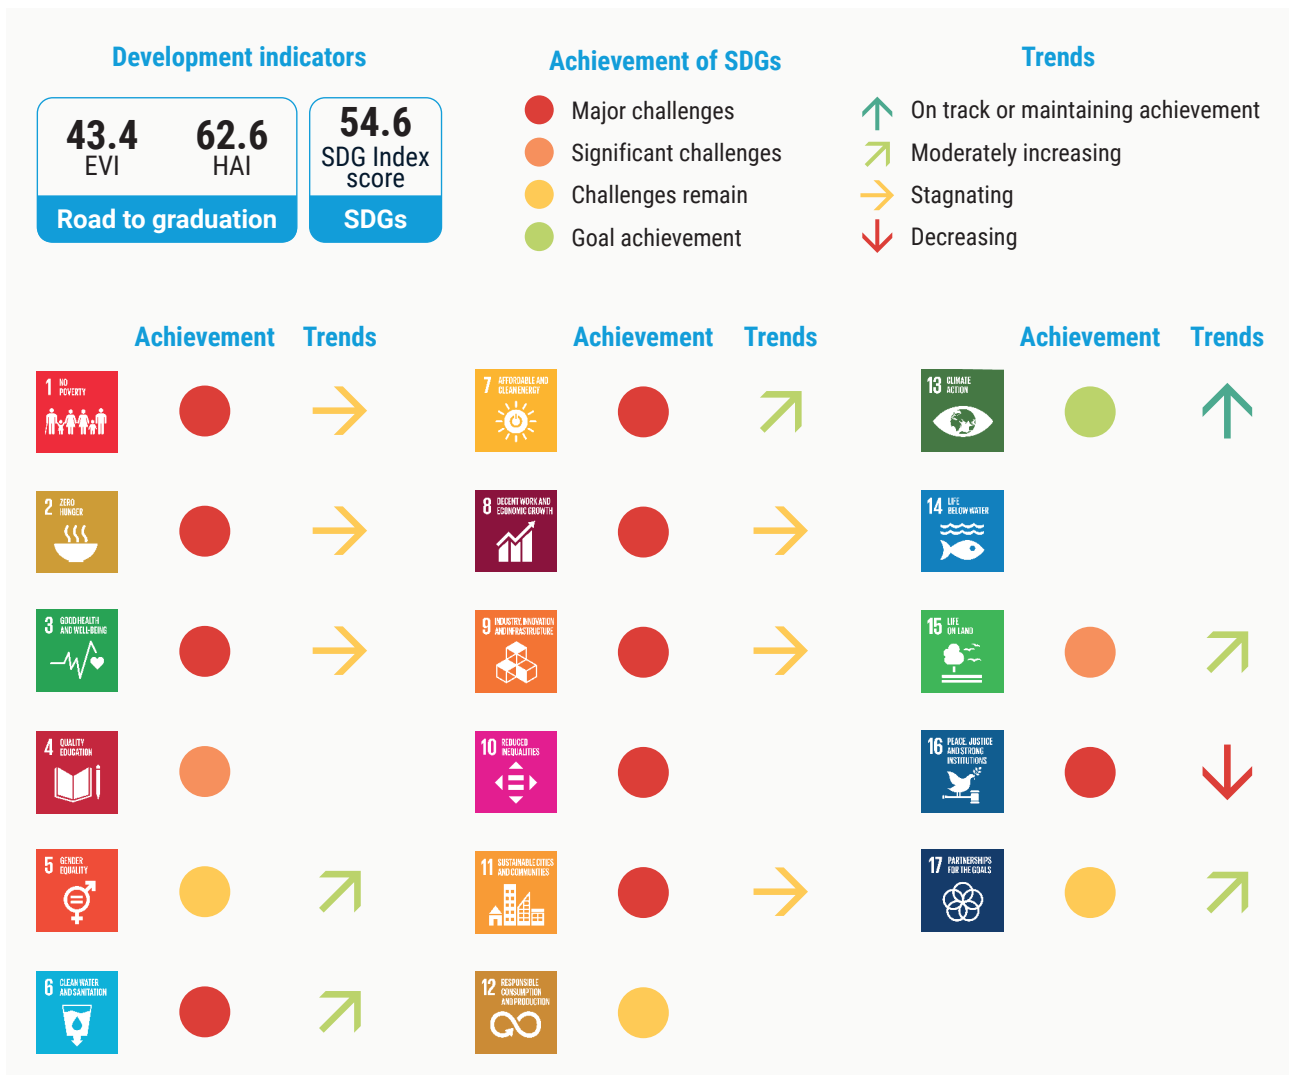 Development indicators
43.4
EVI
62.6
HAI
Road to graduation
54.6
SDG Index
score
SDGs
Achievement of SDGs
Major challenges
Significant challenges
Challenges remain
Goal achievement
Trends
On track or maintaining achievement
Moderately increasing
Stagnating
Decreasing
Achievement Trends
1 NO
POVERTY
2 ZERO
HUNGER
3 GOOD HEALTH
AND WELL-BEING
4 QUALITY
EDUCATION
5 GENDER
EQUALITY
6 CLEAN WATER
AND SANITATION
Achievement Trends
7 AFFORDABLE AND
CLEAN ENERGY
8 DECENT WORK AND
ECONOMIC GROWTH
9 INDUSTRY, INNOVATION
AND INFRASTRUCTURE
10 REDUCED
INEQUALITIES
11 SUSTAINABLE CITIES
AND COMMUNITIES
12 RESPONSIBLE
CONSUMPTION
AND PRODUCTION
Achievement Trends
13 CLIMATE
ACTION
14 LIFE
BELOW WATER
15 LIFE
ON LAND
16 PEACE, JUSTICE
AND STRONG
INSTITUTIONS
17 PARTNERSHIPS
FOR THE GOALS